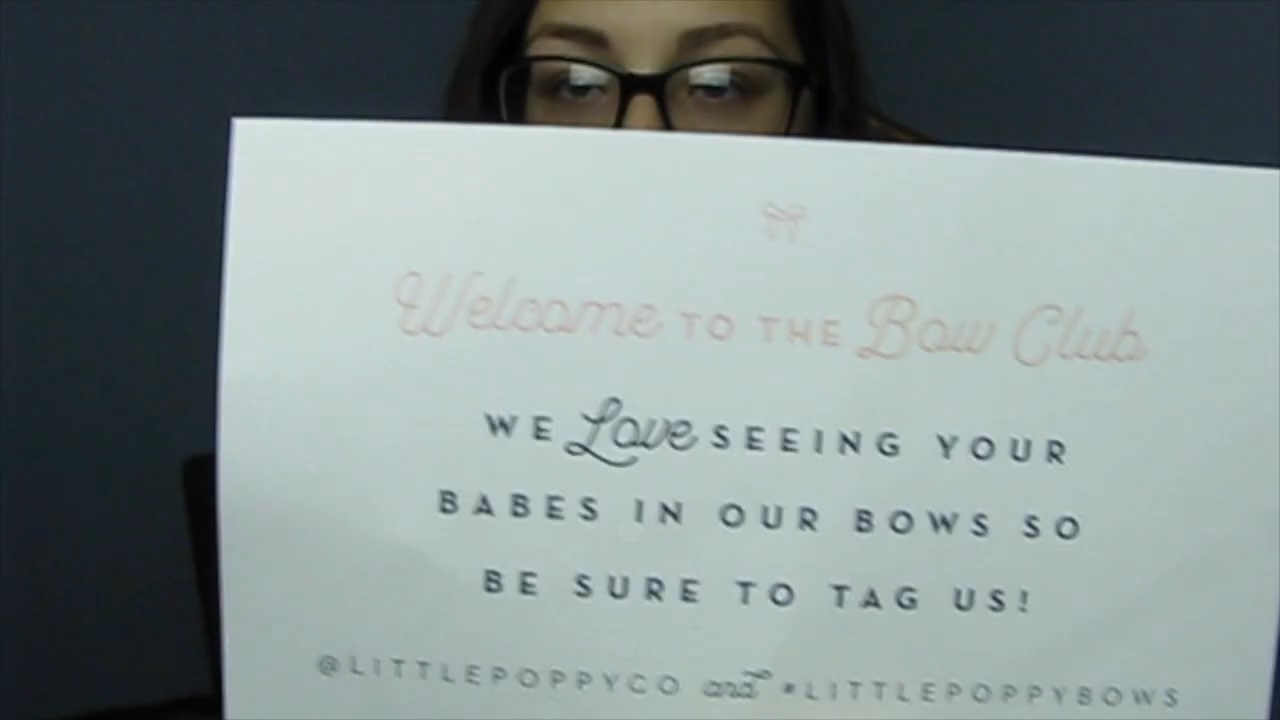 Welcome TO THE Bow Club
WE Love SEEING YOUR
BABES IN OUR BOWS SO
BE SURE TO TAG US!
@LITTLEPOPPYCO and #LITTLEPOPPYBOWS